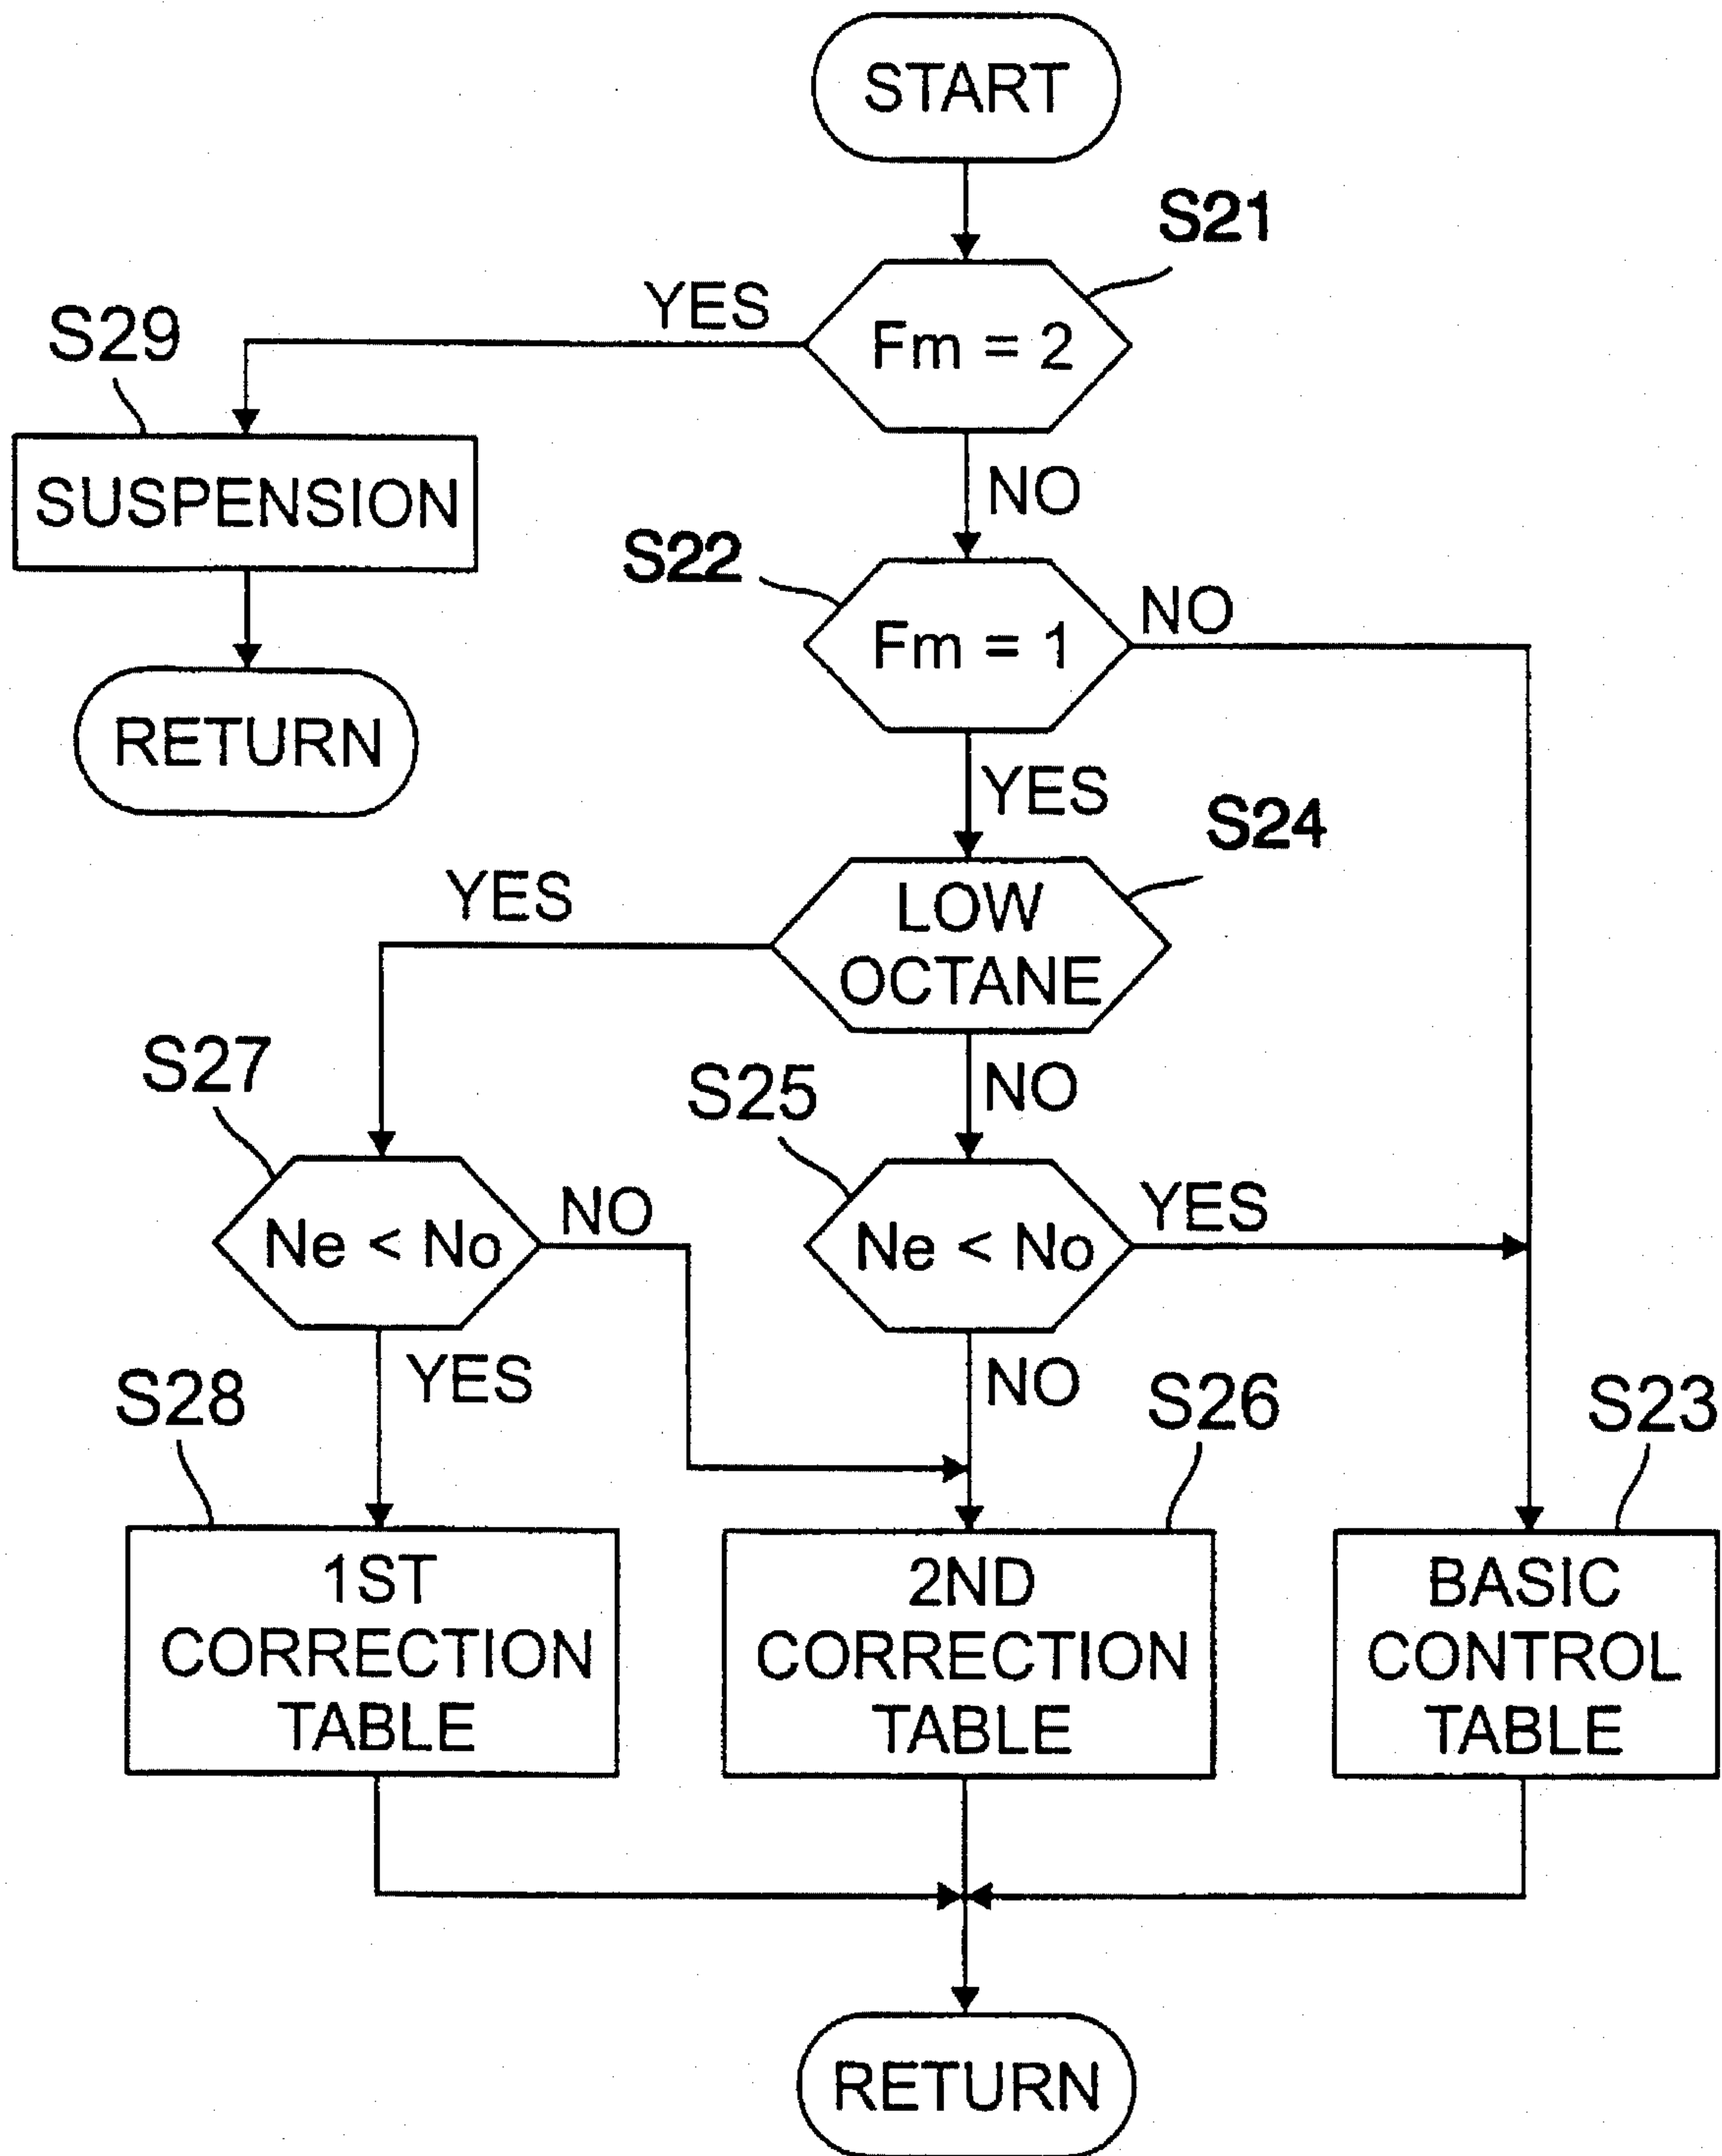 START
S21
YES
Fm = 2
S29
SUSPENSION
NO
S22
Fm = 1
NO
RETURN
YES
S24
YES
LOW
OCTANE
S27
S25
NO
Ne < No
NO
Ne < No
YES
S28
YES
NO
S26
S23
1ST
CORRECTION
TABLE
2ND
CORRECTION
TABLE
BASIC
CONTROL
TABLE
RETURN